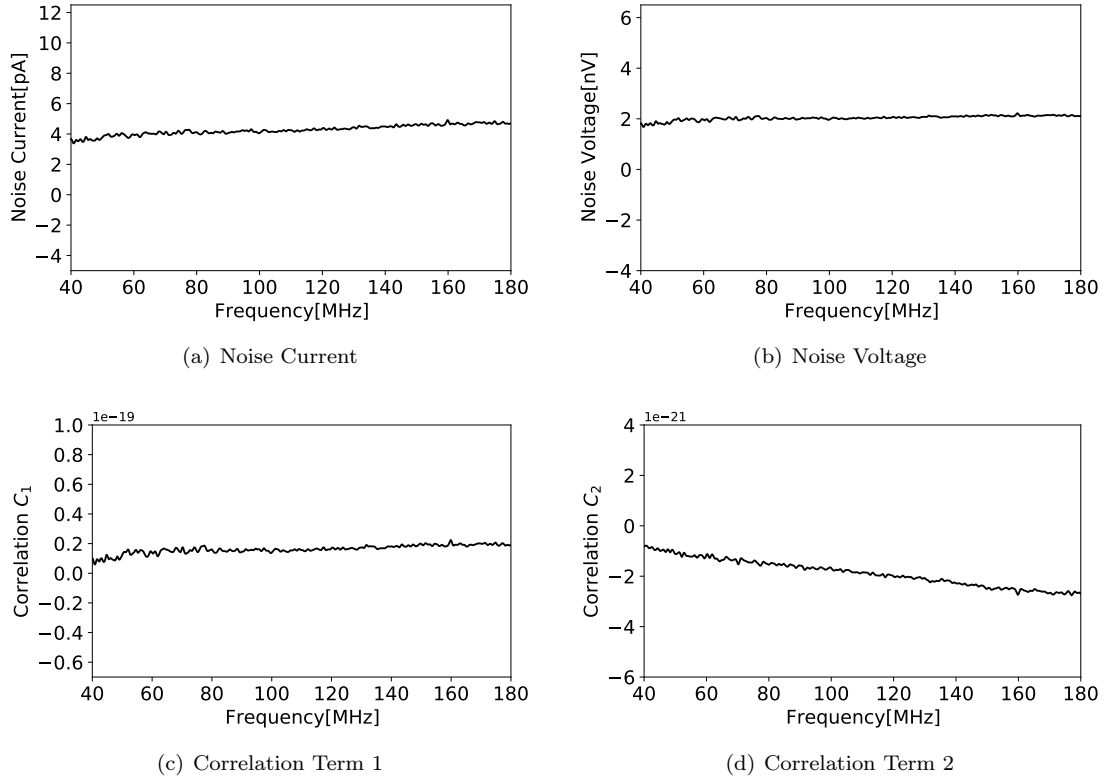 12
10
8
6
4
2
0
−2
−4
Noise Current[pA]
40 60 80 100 120 140 160 180
Frequency[MHz]
(a) Noise Current
6
4
2
0
−2
−4
Noise Voltage[nV]
40 60 80 100 120 140 160 180
Frequency[MHz]
(b) Noise Voltage
1e−19
1.0
0.8
0.6
0.4
0.2
0.0
−0.2
−0.4
−0.6
Correlation C₁
40 60 80 100 120 140 160 180
Frequency[MHz]
(c) Correlation Term 1
1e−21
4
2
0
−2
−4
−6
Correlation C₂
40 60 80 100 120 140 160 180
Frequency[MHz]
(d) Correlation Term 2